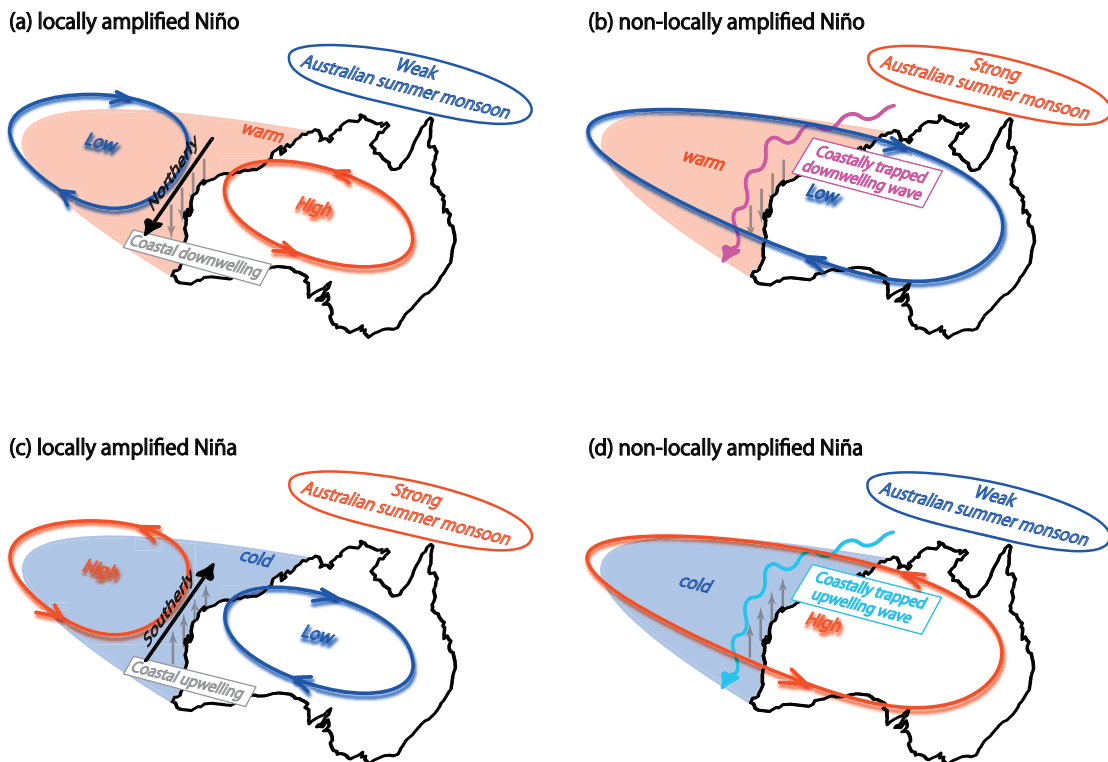 (a) locally amplified Niño
Weak
Australian summer monsoon
warm
Low
Northerly
High
Coastal downwelling
(b) non-locally amplified Niño
Strong
Australian summer monsoon
warm
Coastally trapped
downwelling wave
Low
(c) locally amplified Niña
Strong
Australian summer monsoon
cold
High
Southerly
Low
Coastal upwelling
(d) non-locally amplified Niña
Weak
Australian summer monsoon
cold
Coastally trapped
upwelling wave
High